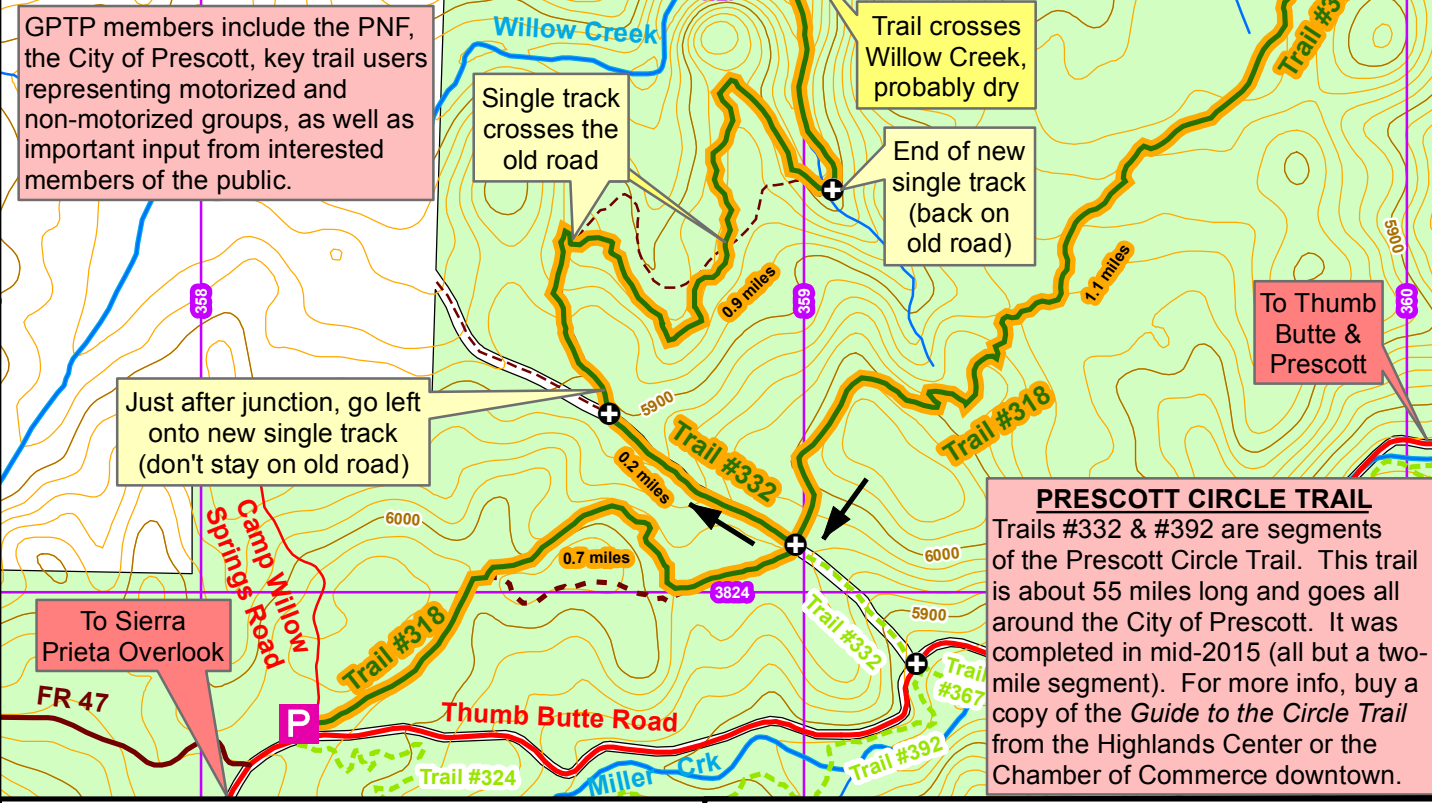 GPTP members include the PNF,
the City of Prescott, key trail users
representing motorized and
non-motorized groups, as well as
important input from interested
members of the public.
Willow Creek
Trail crosses
Willow Creek,
probably dry
Trail #3
Single track
crosses the
old road
End of new
single track
(back on
old road)
5900
358
359
360
0.9 miles
1.1 miles
To Thumb
Butte &
Prescott
Just after junction, go left
onto new single track
(don't stay on old road)
5900
Trail #332
0.2 miles
Trail #318
6000
6000
0.7 miles
3824
5900
Camp Willow
Springs Road
To Sierra
Prieta Overlook
Trail #318
Trail #332
Trail
#367
FR 47
P
Thumb Butte Road
Trail #324
Miller Crk
Trail #392
PRESCOTT CIRCLE TRAIL
Trails #332 & #392 are segments
of the Prescott Circle Trail. This trail
is about 55 miles long and goes all
around the City of Prescott. It was
completed in mid-2015 (all but a two-
mile segment). For more info, buy a
copy of the Guide to the Circle Trail
from the Highlands Center or the
Chamber of Commerce downtown.